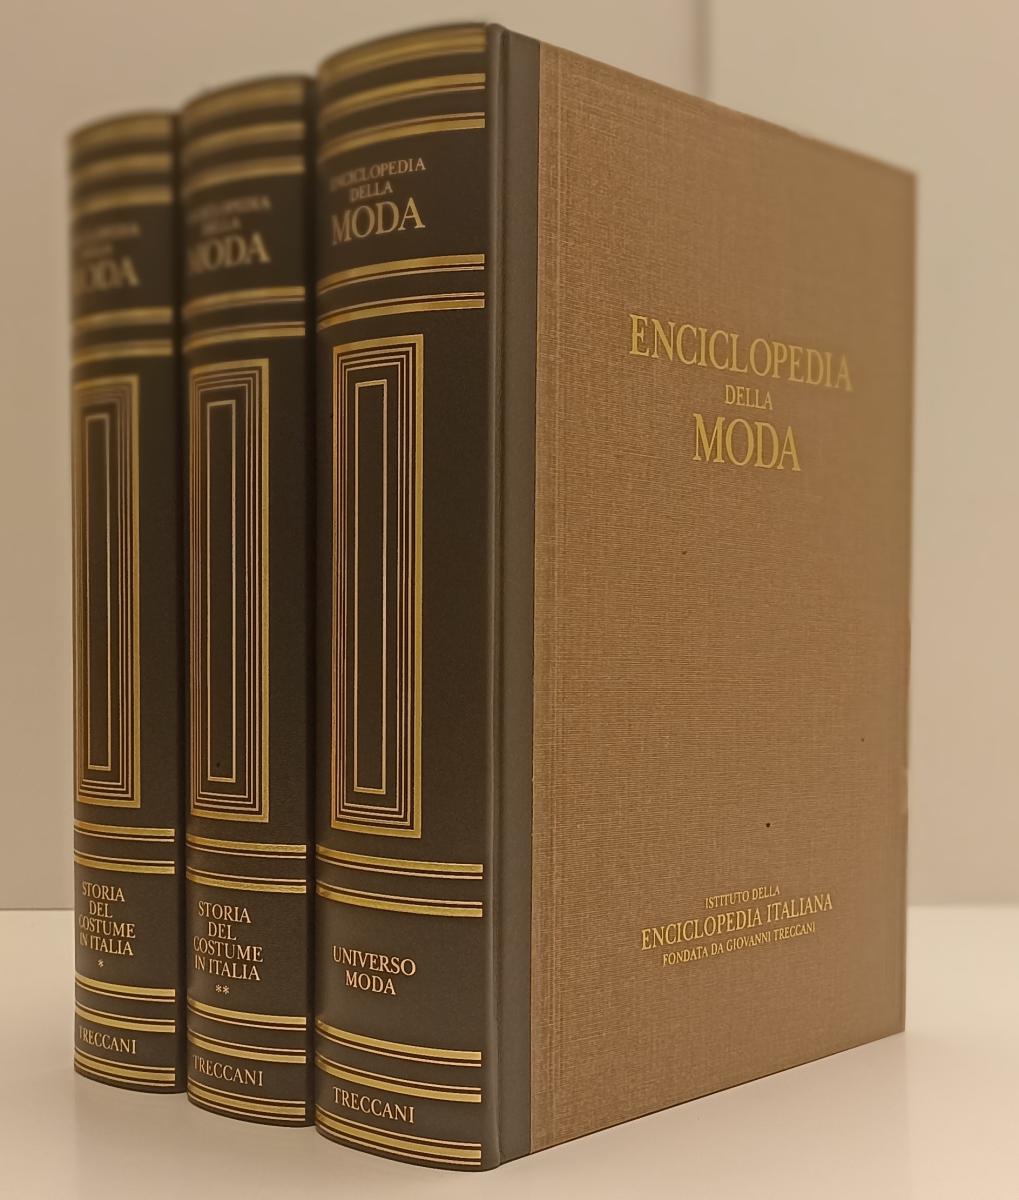 ENCICLOPEDIA
DELLA
MODA
STORIA
DEL
COSTUME
IN ITALIA
*
TRECCANI
ENCICLOPEDIA
DELLA
MODA
STORIA
DEL
COSTUME
IN ITALIA
**
TRECCANI
ENCICLOPEDIA
DELLA
MODA
UNIVERSO
MODA
TRECCANI
ENCICLOPEDIA
DELLA
MODA
ISTITUTO DELLA
ENCICLOPEDIA ITALIANA
FONDATA DA GIOVANNI TRECCANI